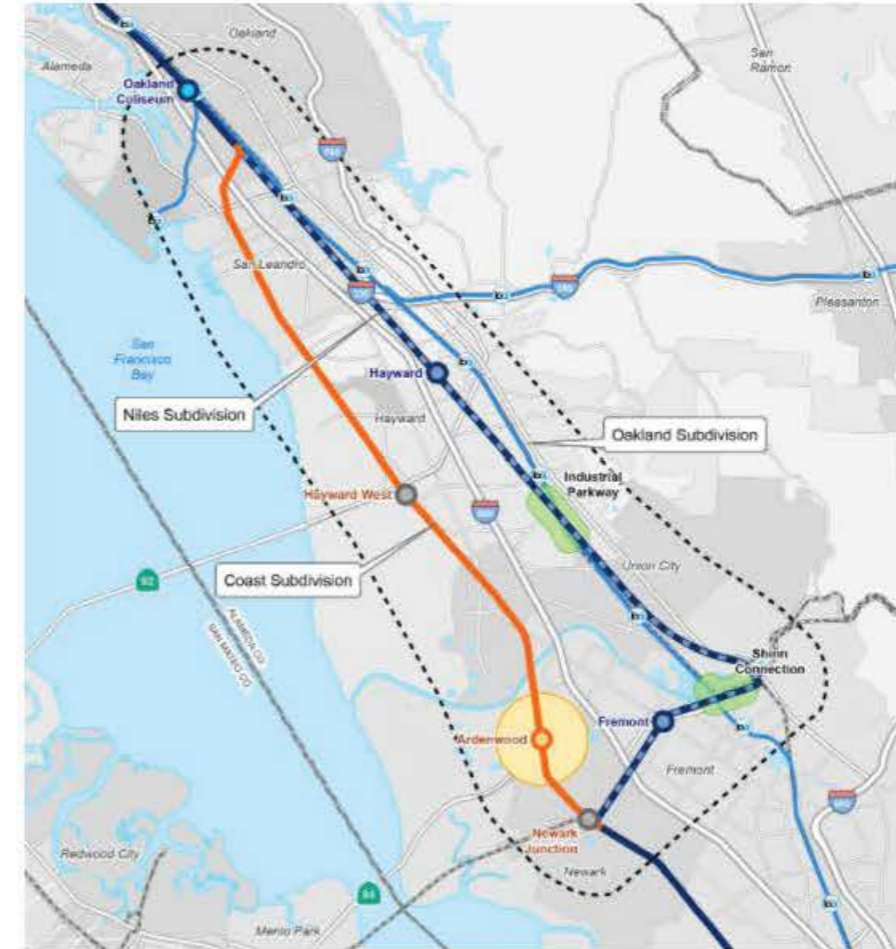 Oakland
Alameda
San
Ramon
Oakland
Coliseum
San Leandro
Pleasanton
San
Francisco
Bay
Hayward
Niles Subdivision
Hayward
Oakland Subdivision
Industrial
Parkway
Hayward West
Coast Subdivision
Union City
92
ALAMEDA CO
SAN MATEO CO
Shinn
Connection
Fremont
Ardenwood
Fremont
Newark
Junction
Redwood City
Newark
84
Menlo Park